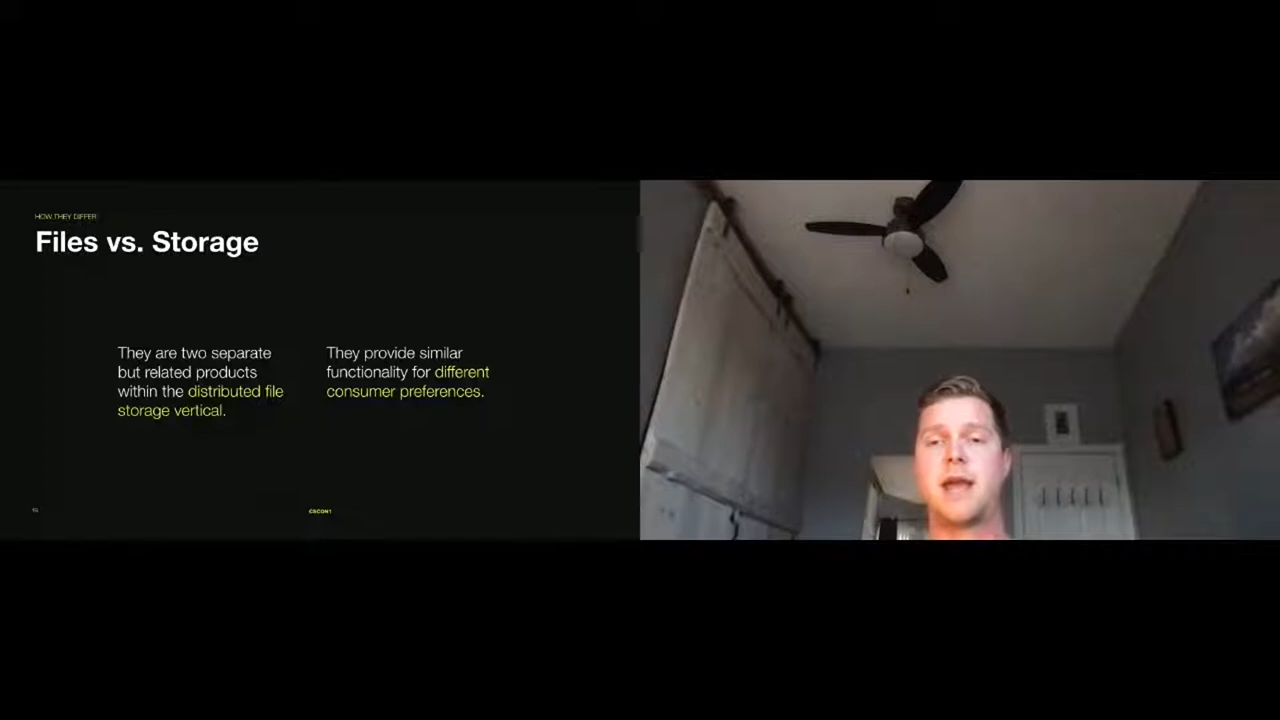 HOW THEY DIFFER
Files vs. Storage
They are two separate
but related products
within the distributed file
storage vertical.
They provide similar
functionality for different
consumer preferences.
CSCON1